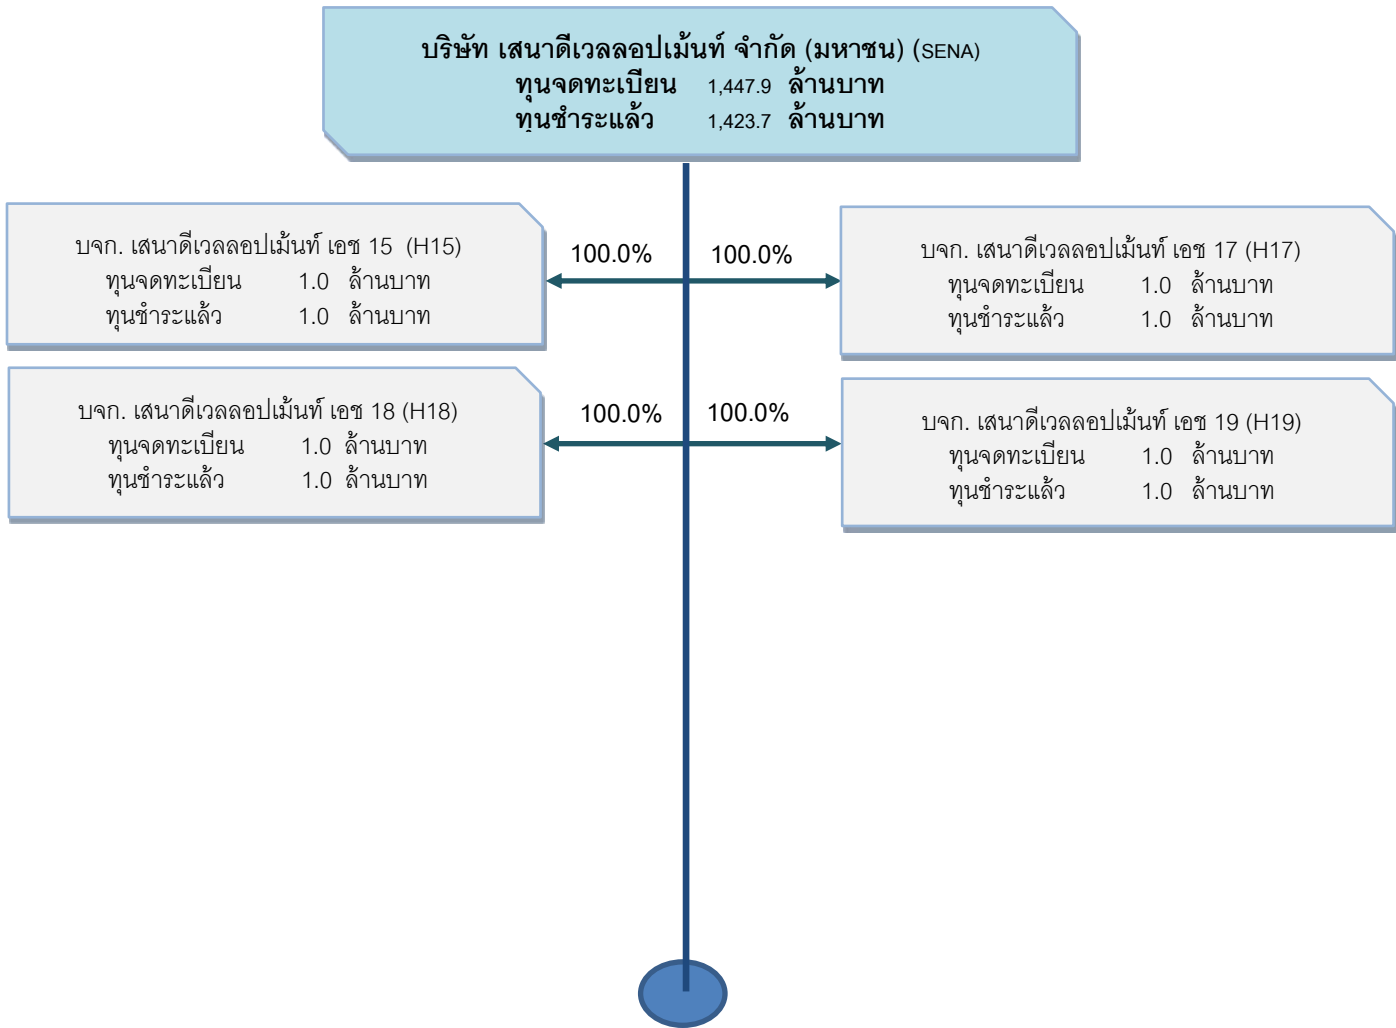 บริษัท เสนาดีเวลลอปเม้นท์ จำกัด (มหาชน) (SENA)
ทุนจดทะเบียน 1,447.9 ล้านบาท
ทุนชำระแล้ว 1,423.7 ล้านบาท
บจก. เสนาดีเวลลอปเม้นท์ เอช 15 (H15)
ทุนจดทะเบียน 1.0 ล้านบาท
ทุนชำระแล้ว 1.0 ล้านบาท
100.0% 100.0%
บจก. เสนาดีเวลลอปเม้นท์ เอช 17 (H17)
ทุนจดทะเบียน 1.0 ล้านบาท
ทุนชำระแล้ว 1.0 ล้านบาท
บจก. เสนาดีเวลลอปเม้นท์ เอช 18 (H18)
ทุนจดทะเบียน 1.0 ล้านบาท
ทุนชำระแล้ว 1.0 ล้านบาท
100.0% 100.0%
บจก. เสนาดีเวลลอปเม้นท์ เอช 19 (H19)
ทุนจดทะเบียน 1.0 ล้านบาท
ทุนชำระแล้ว 1.0 ล้านบาท